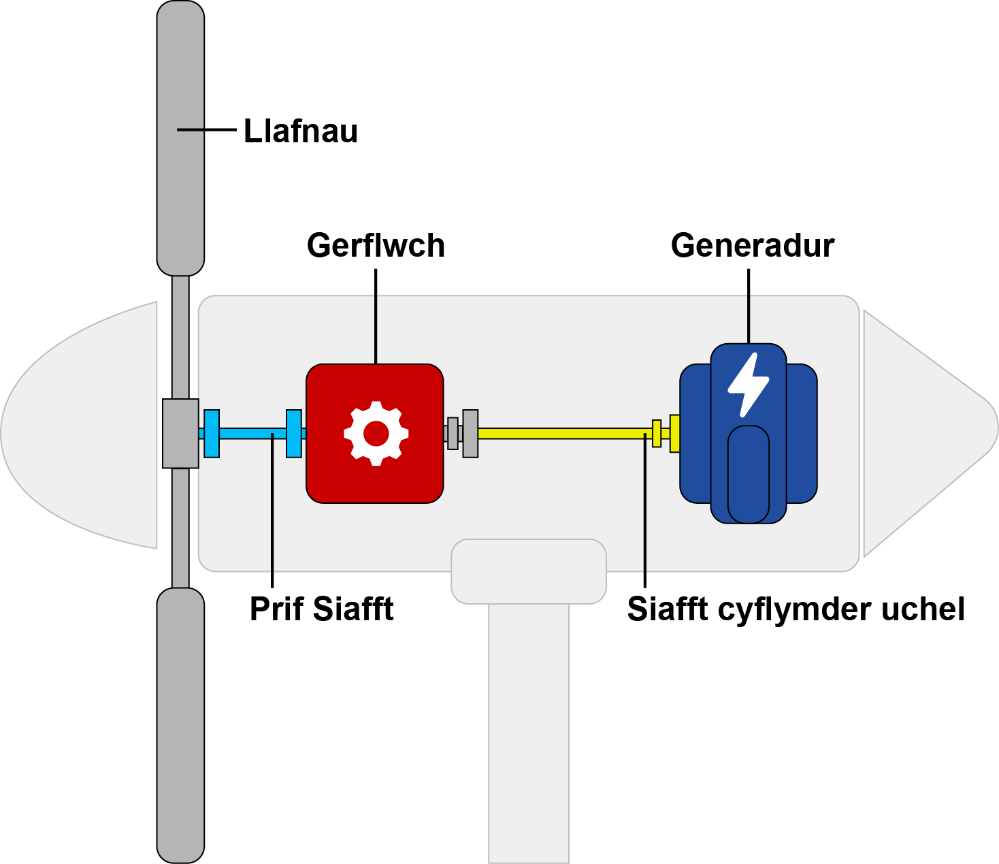 Llafnau
Gerflwch
Generadur
Prif Siafft
Siafft cyflymder uchel